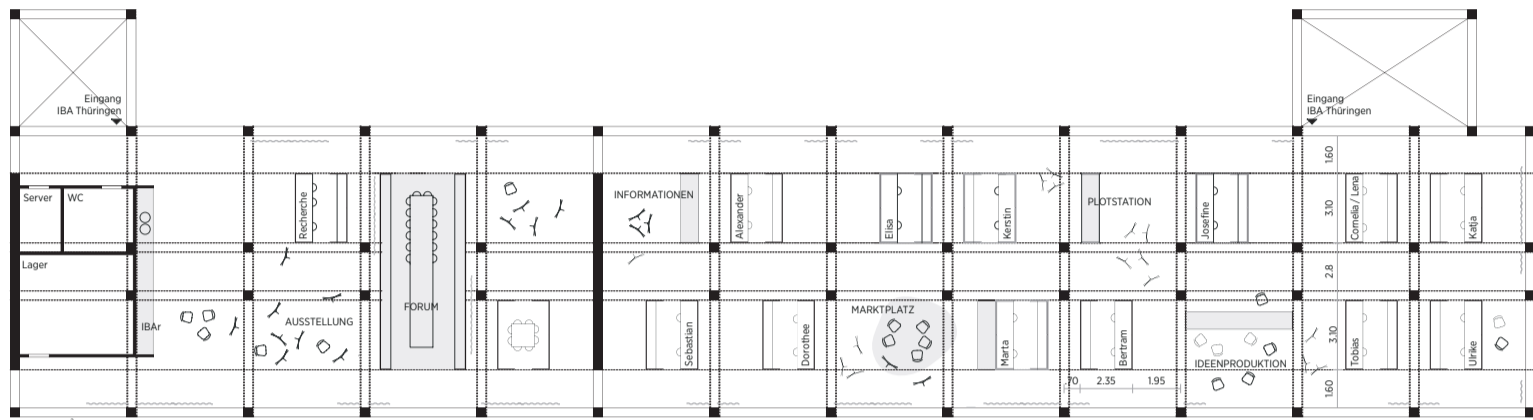 Eingang
IBA Thüringen
Eingang
IBA Thüringen
1.60
Server
WC
Recherche
INFORMATIONEN
Alexander
Elisa
Kerstin
PLOTSTATION
Josefine
3.10
Cornelia / Lena
Katja
Lager
2.8
IBAr
AUSSTELLUNG
FORUM
Sebastian
Dorothee
MARKTPLATZ
Marta
Bertram
IDEENPRODUKTION
3.10
Tobias
Ulrike
70
2.35
1.95
1.60